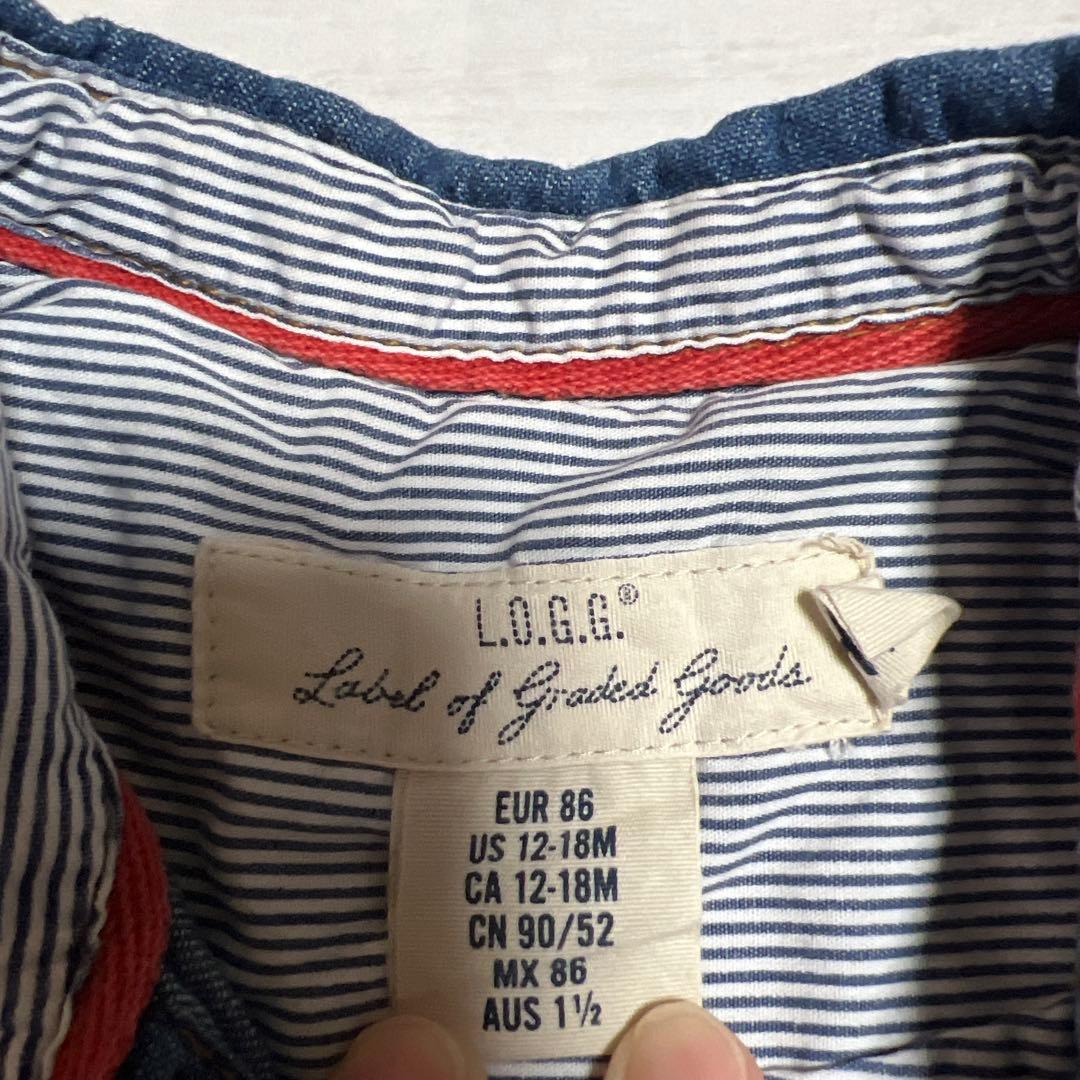 L.O.G.G.®
Label of Graded Goods
EUR 86
US 12-18M
CA 12-18M
CN 90/52
MX 86
AUS 1½